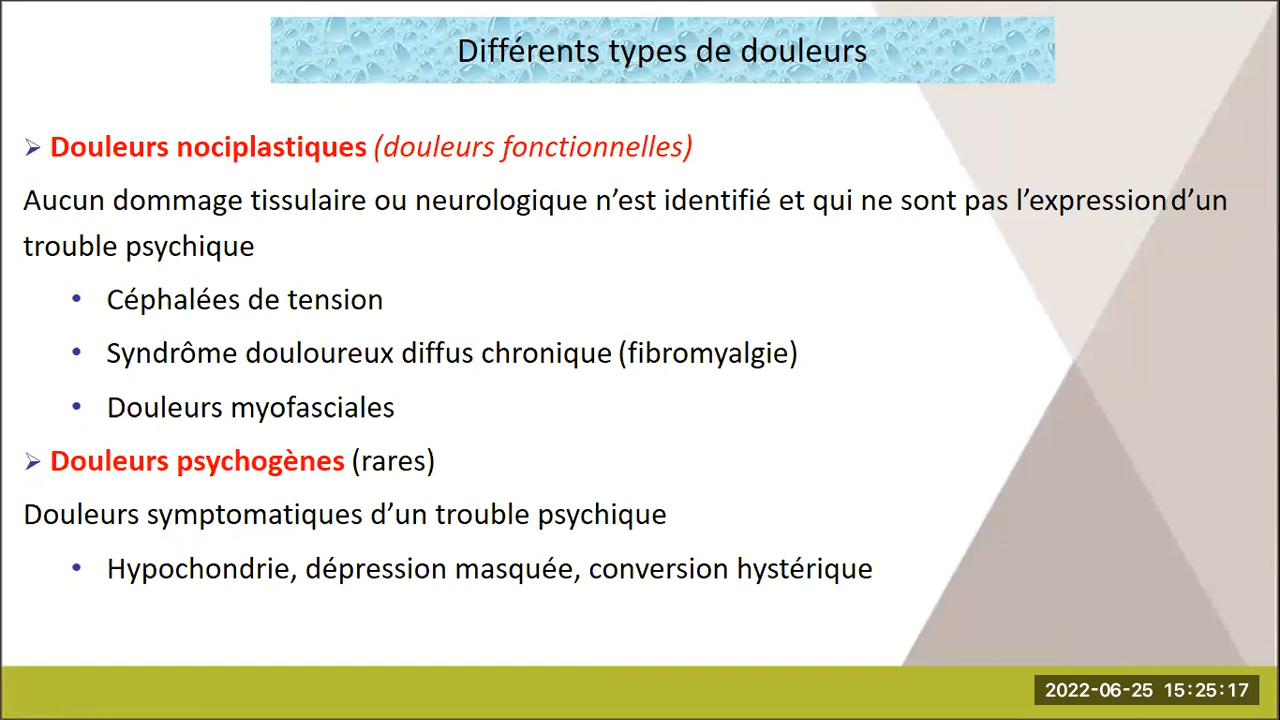 Différents types de douleurs
Douleurs nociplastiques (douleurs fonctionnelles)
Aucun dommage tissulaire ou neurologique n’est identifié et qui ne sont pas l’expression d’un
trouble psychique
• Céphalées de tension
• Syndrôme douloureux diffus chronique (fibromyalgie)
• Douleurs myofasciales
Douleurs psychogènes (rares)
Douleurs symptomatiques d’un trouble psychique
• Hypochondrie, dépression masquée, conversion hystérique
2022-06-25 15:25:17